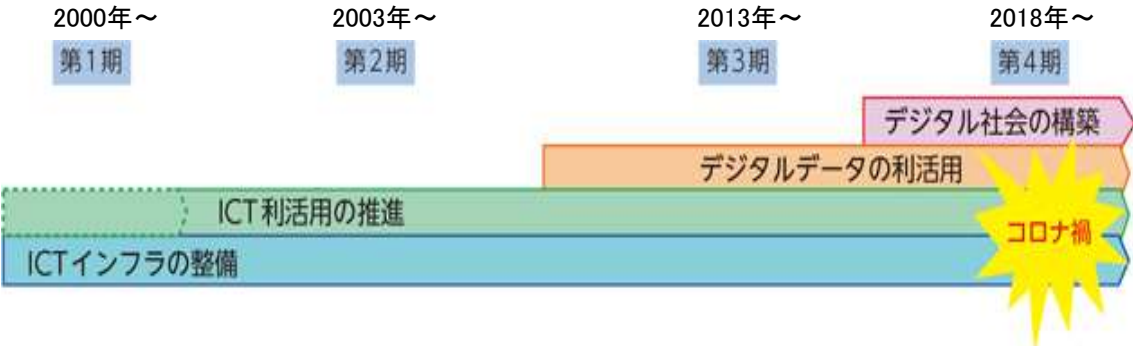 2000年～ 2003年～ 2013年～ 2018年～
第1期 第2期 第3期 第4期
デジタル社会の構築
デジタルデータの利活用
ICT利活用の推進
コロナ禍
ICTインフラの整備